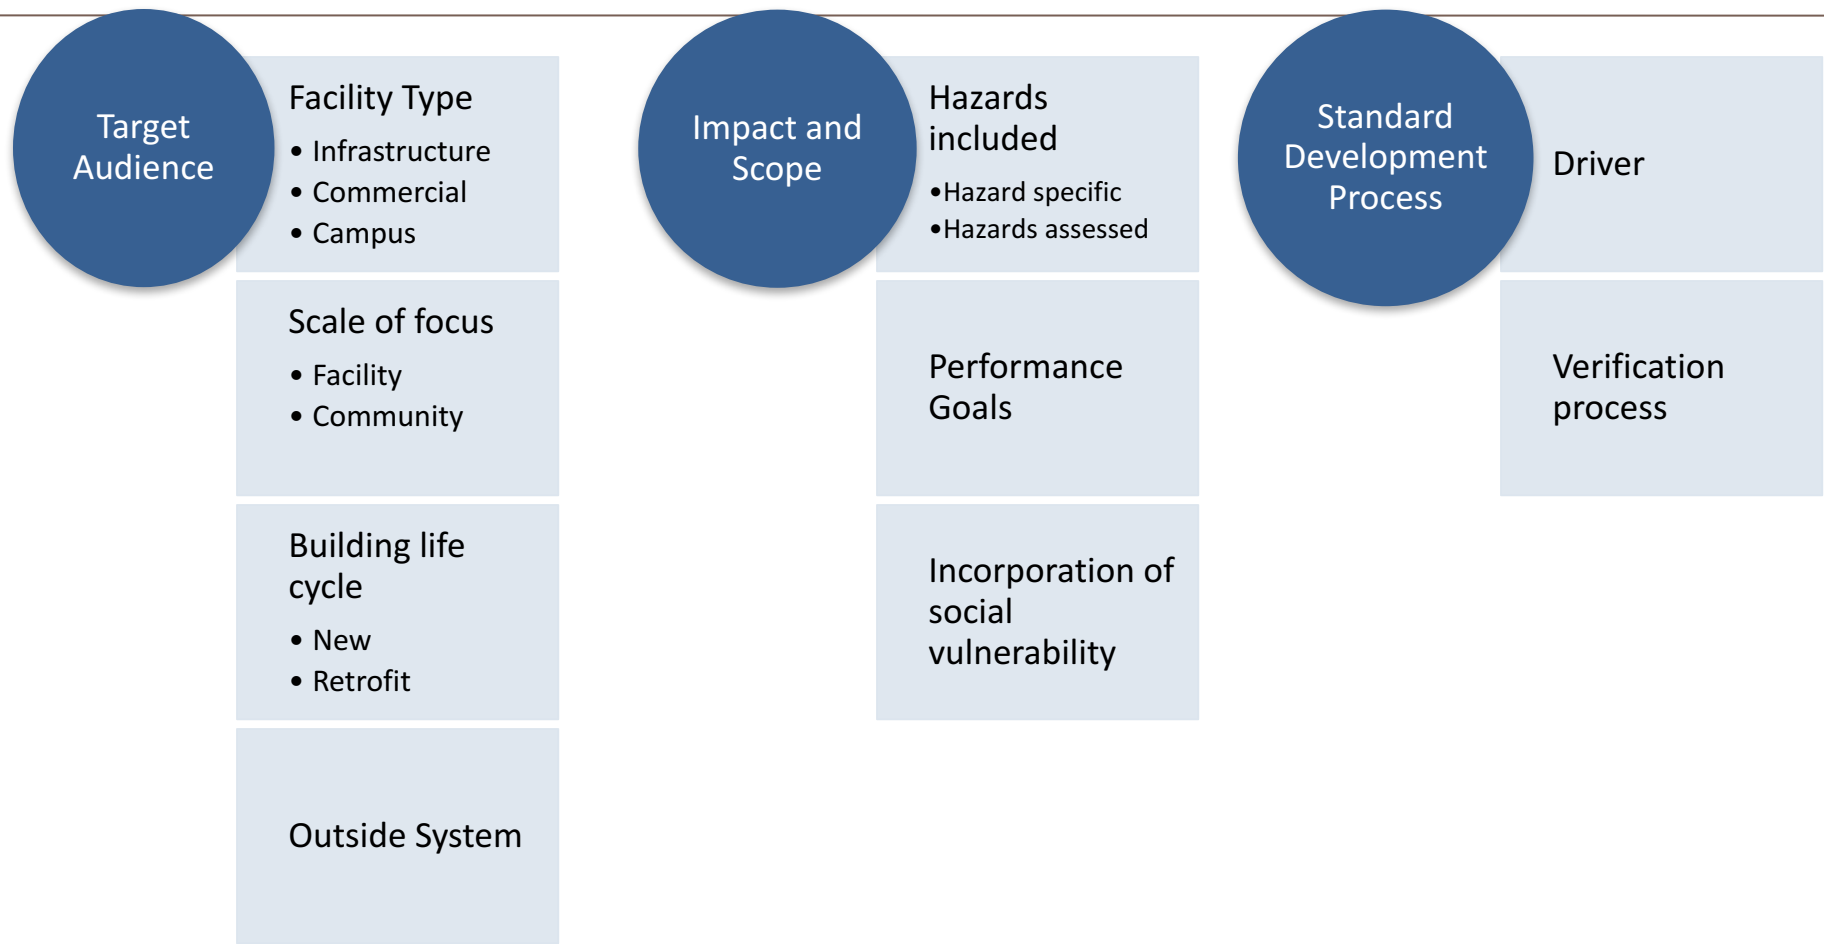 Target
Audience
Facility Type
• Infrastructure
• Commercial
• Campus
Scale of focus
• Facility
• Community
Building life
cycle
• New
• Retrofit
Outside System
Impact and
Scope
Hazards
included
•Hazard specific
•Hazards assessed
Performance
Goals
Incorporation of
social
vulnerability
Standard
Development
Process
Driver
Verification
process